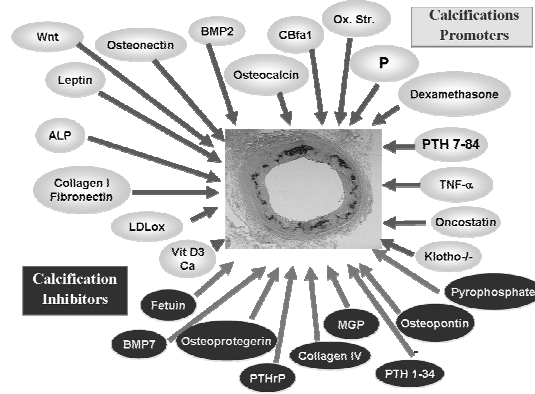 Calcifications
Promoters
Wnt
Osteonectin
BMP2
CBfa1
Ox. Str.
P
Osteocalcin
Dexamethasone
Leptin
ALP
PTH 7-84
Collagen I
Fibronectin
TNF-α
LDLox
Oncostatin
Vit D3
Ca
Klotho-/-
Calcification
Inhibitors
Fetuin
Pyrophosphate
BMP7
Osteoprotegerin
MGP
Osteopontin
PTHrP
Collagen IV
PTH 1-34